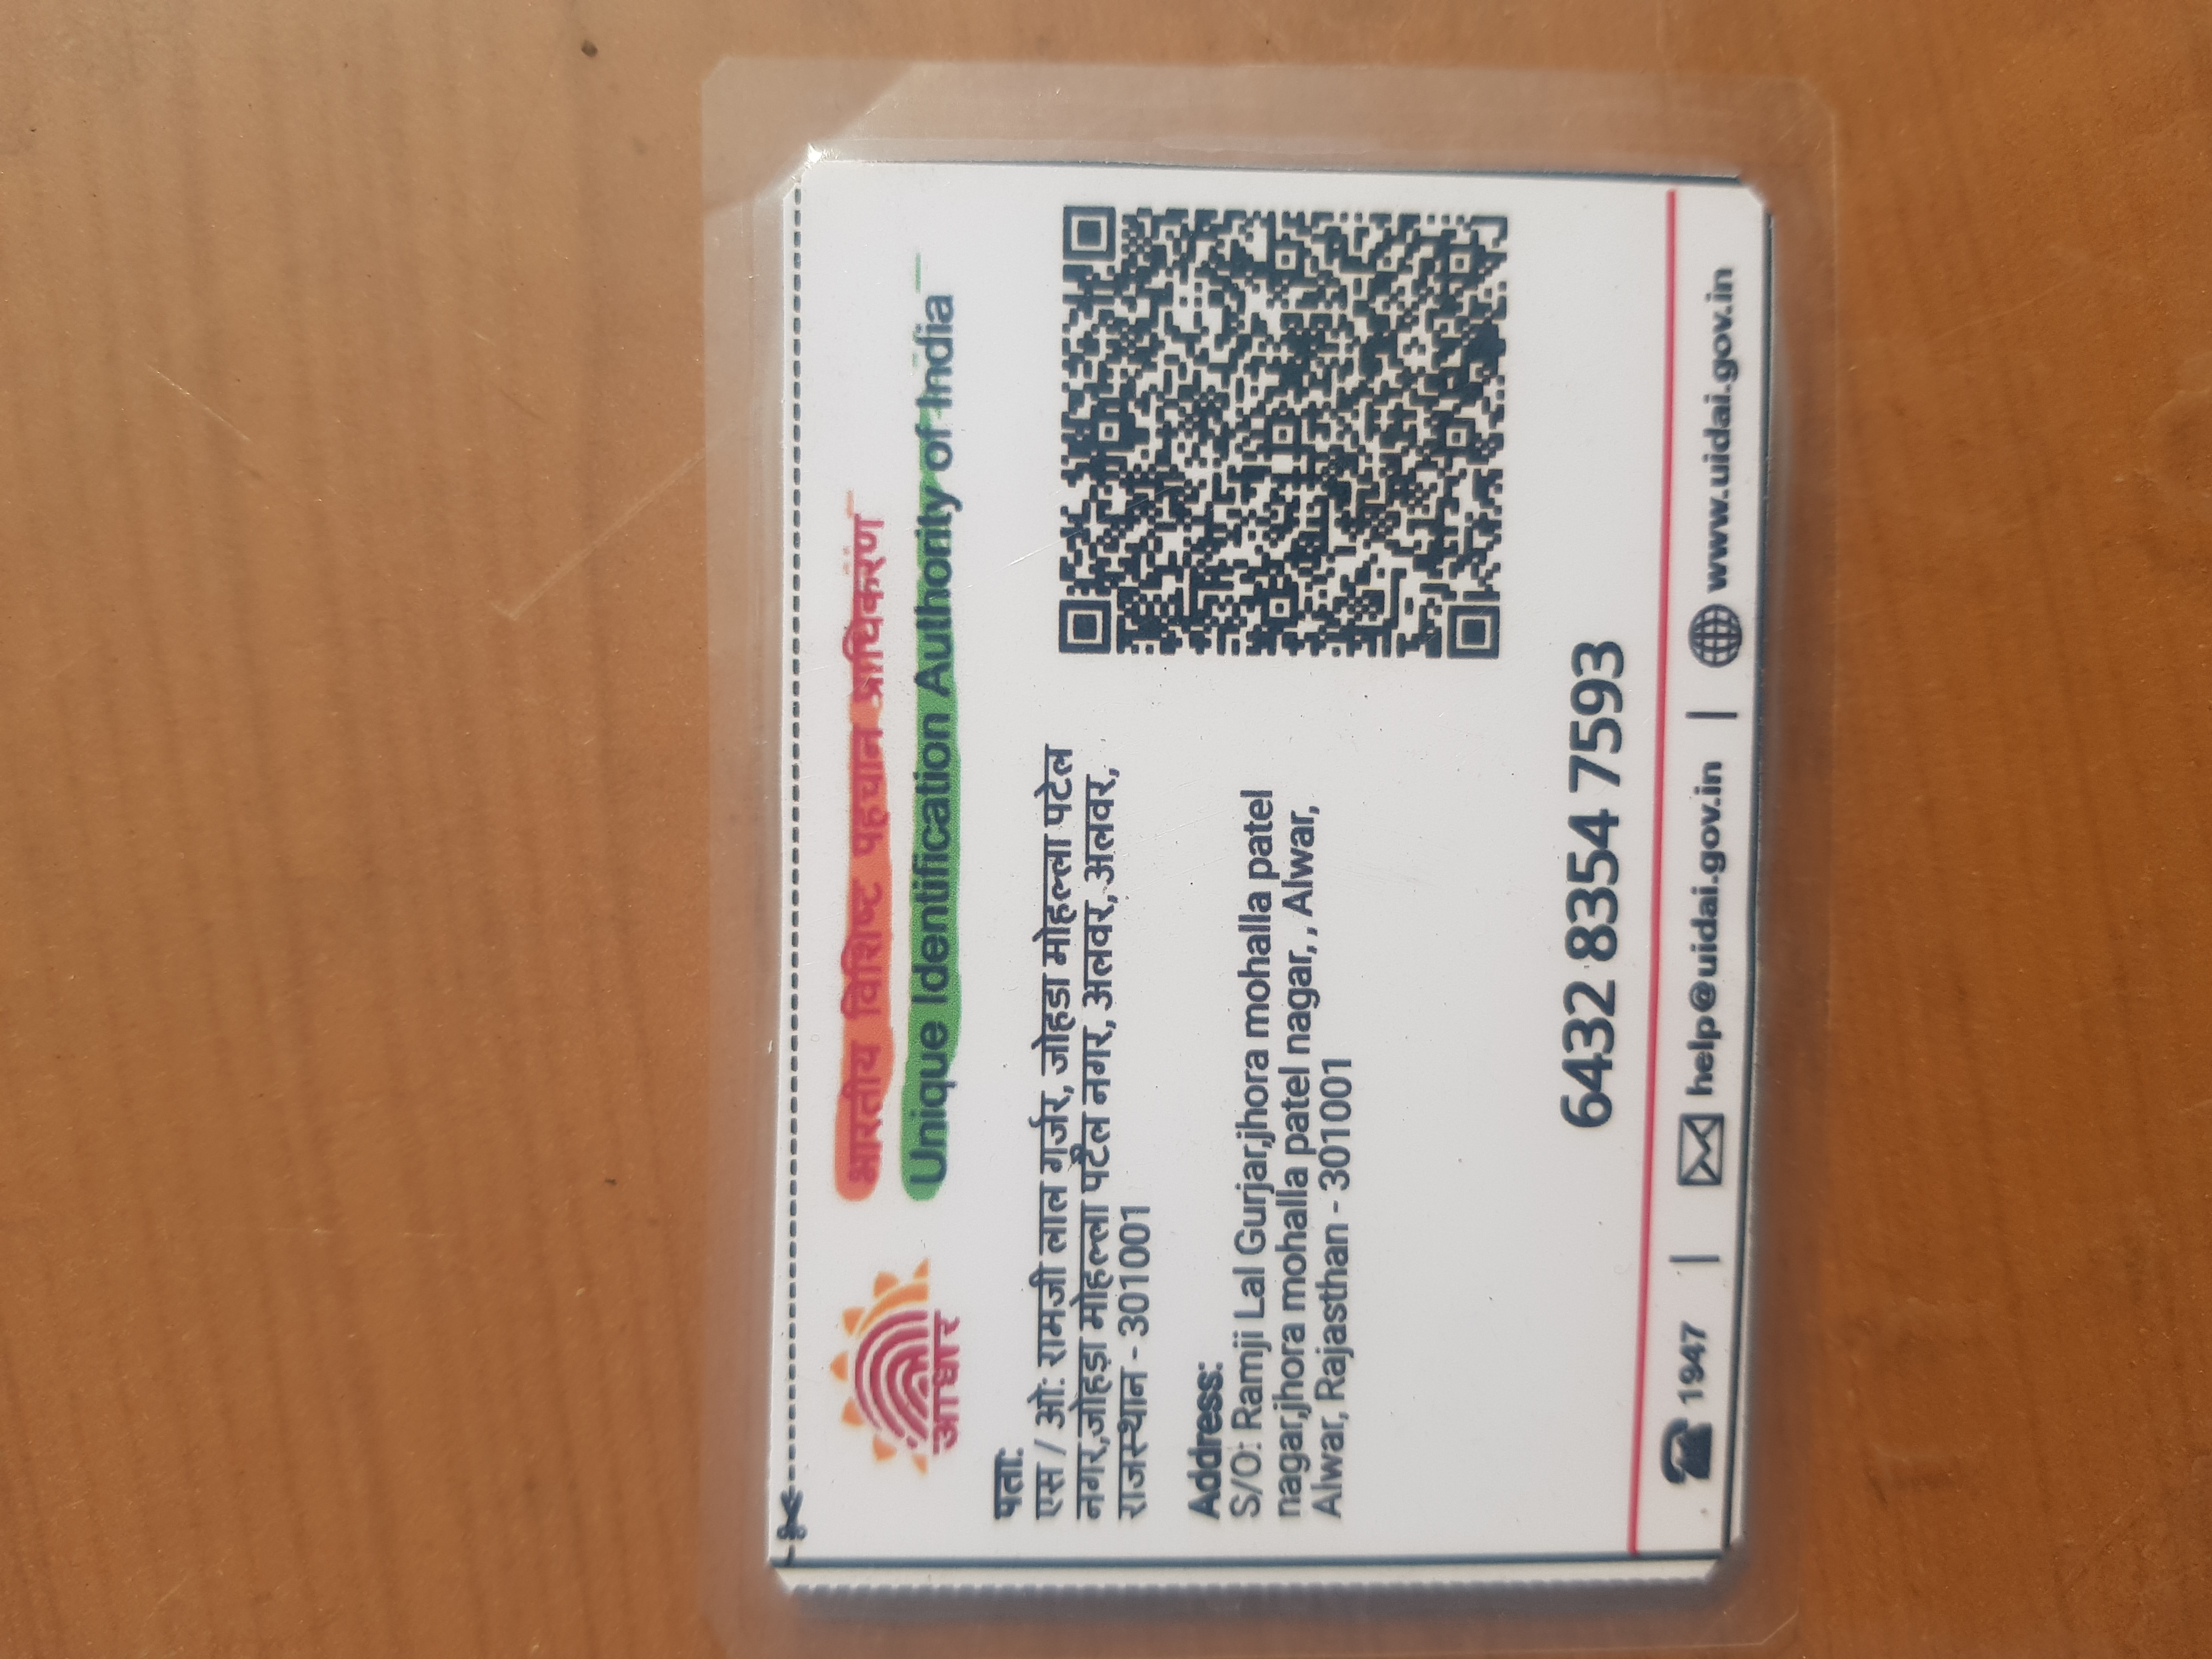 भारतीय विशिष्ट पहचान प्राधिकरण
Unique Identification Authority of India
आधार
पता:
एस / ओ: रामजी लाल गुर्जर, जोहडा मोहल्ला पटेल
नगर,जोहड़ा मोहल्ला पटेल नगर, अलवर, अलवर,
राजस्थान - 301001
Address:
S/O: Ramji Lal Gurjar,jhora mohalla patel
nagar,jhora mohalla patel nagar, , Alwar,
Alwar, Rajasthan - 301001
6432 8354 7593
1947 | help@uidai.gov.in | www.uidai.gov.in